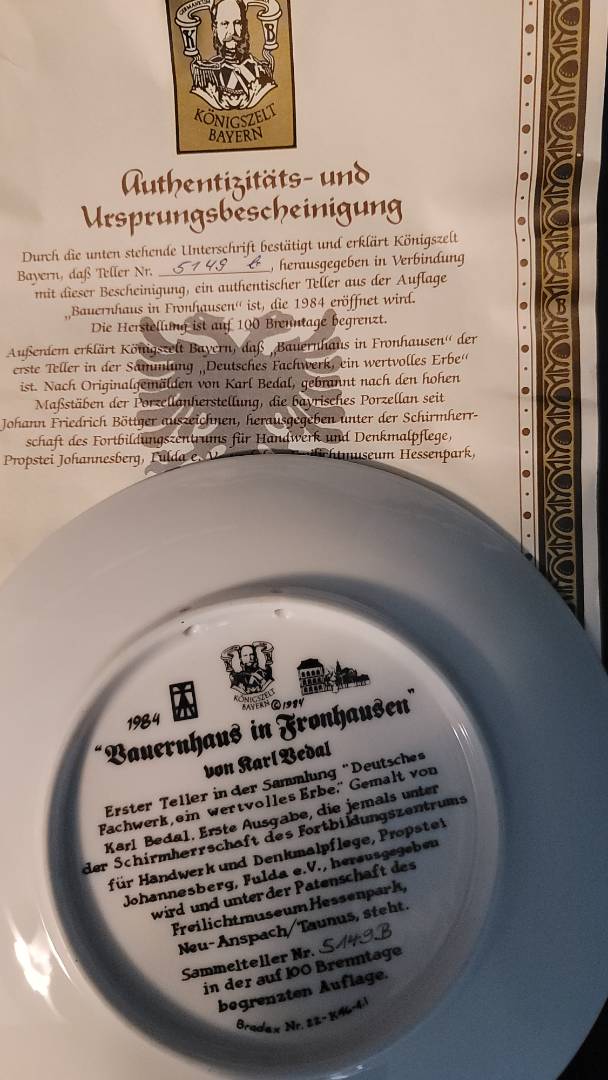 K B
KÖNIGSZELT
BAYERN
Authentizitäts- und
Ursprungsbescheinigung
Durch die unten stehende Unterschrift bestätigt und erklärt Königszelt
Bayern, daß Teller Nr. 5149 b, herausgegeben in Verbindung
mit dieser Bescheinigung, ein authentischer Teller aus der Auflage
„Bauernhaus in Fronhausen“ ist, die 1984 eröffnet wird.
Die Herstellung ist auf 100 Brenntage begrenzt.
Außerdem erklärt Königszelt Bayern, daß „Bauernhaus in Fronhausen“ der
erste Teller in der Sammlung „Deutsches Fachwerk, ein wertvolles Erbe“
ist. Nach Originalgemälden von Karl Bedal, gebrannt nach den hohen
Maßstäben der Porzellanherstellung, die bayrisches Porzellan seit
Johann Friedrich Böttger auszeichnen, herausgegeben unter der Schirmherr-
schaft des Fortbildungszentrums für Handwerk und Denkmalpflege,
Propstei Johannesberg, Fulda e. V. Hessenpark,
KÖNIGSZELT
BAYERN
1984 ©1984
"Bauernhaus in Fronhausen"
von Karl Bedal
Erster Teller in der Sammlung "Deutsches
Fachwerk, ein wertvolles Erbe." Gemalt von
Karl Bedal. Erste Ausgabe, die jemals unter
der Schirmherrschaft des Fortbildungszentrums
für Handwerk und Denkmalpflege, Propstei
Johannesberg, Fulda e.V., herausgegeben
wird und unter der Patenschaft des
Freilichtmuseum Hessenpark,
Neu-Anspach/Taunus, steht.
Sammelteller Nr. 5149B
in der auf 100 Brenntage
begrenzten Auflage.
Bradex Nr. 22-K46-4.1